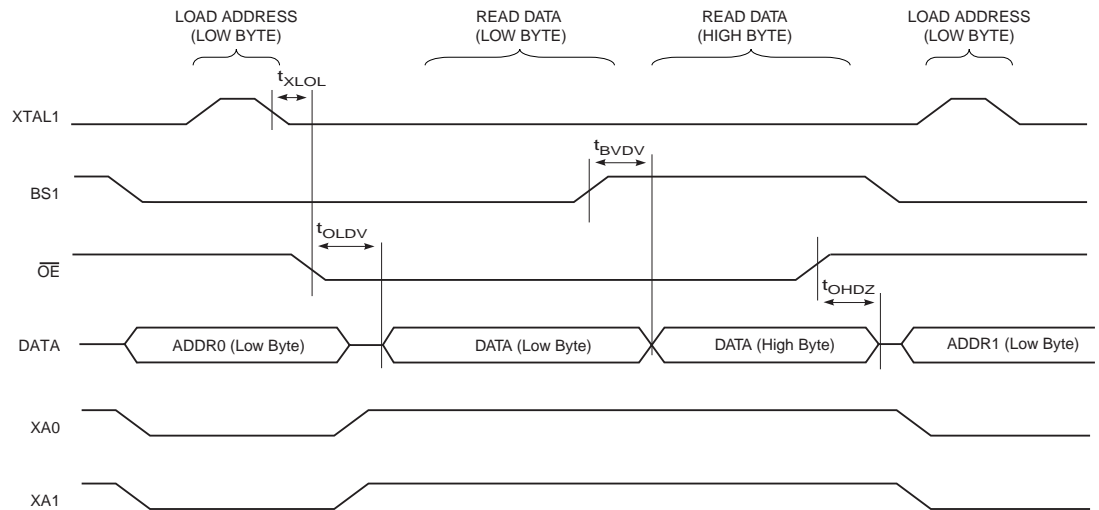 LOAD ADDRESS
(LOW BYTE)
READ DATA
(LOW BYTE)
READ DATA
(HIGH BYTE)
LOAD ADDRESS
(LOW BYTE)
tXLOL
XTAL1
tBVDV
BS1
tOLDV
OE
tOHDZ
DATA
ADDR0 (Low Byte)
DATA (Low Byte)
DATA (High Byte)
ADDR1 (Low Byte)
XA0
XA1